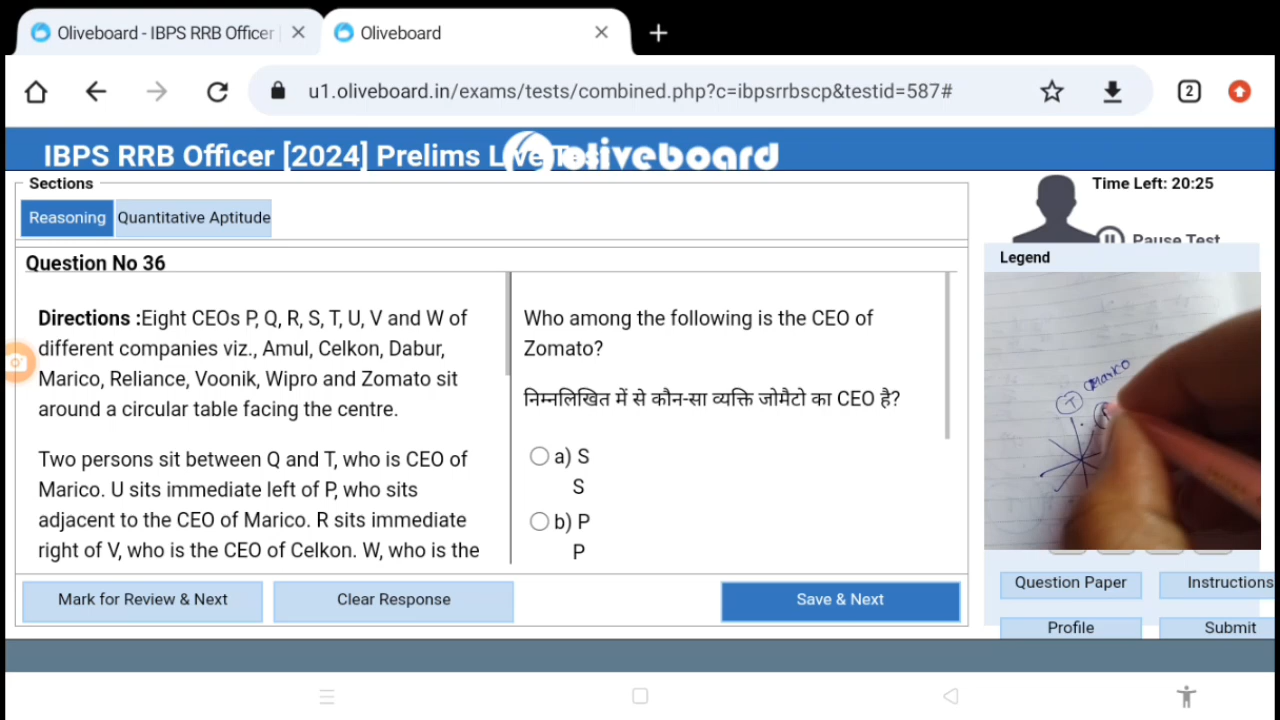 Oliveboard - IBPS RRB Officer
Oliveboard
u1.oliveboard.in/exams/tests/combined.php?c=ibpsrrbscp&testid=587#
2
IBPS RRB Officer [2024] Prelims Live
oliveboard
Sections
Reasoning
Quantitative Aptitude
Time Left: 20:25
Pause Test
Question No 36
Legend
Directions :Eight CEOs P, Q, R, S, T, U, V and W of
different companies viz., Amul, Celkon, Dabur,
Marico, Reliance, Voonik, Wipro and Zomato sit
around a circular table facing the centre.
Two persons sit between Q and T, who is CEO of
Marico. U sits immediate left of P, who sits
adjacent to the CEO of Marico. R sits immediate
right of V, who is the CEO of Celkon. W, who is the
Who among the following is the CEO of
Zomato?
निम्नलिखित में से कौन-सा व्यक्ति जोमैटो का CEO है?
a) S
S
b) P
P
T
Mark for Review & Next
Clear Response
Save & Next
Question Paper
Instructions
Profile
Submit